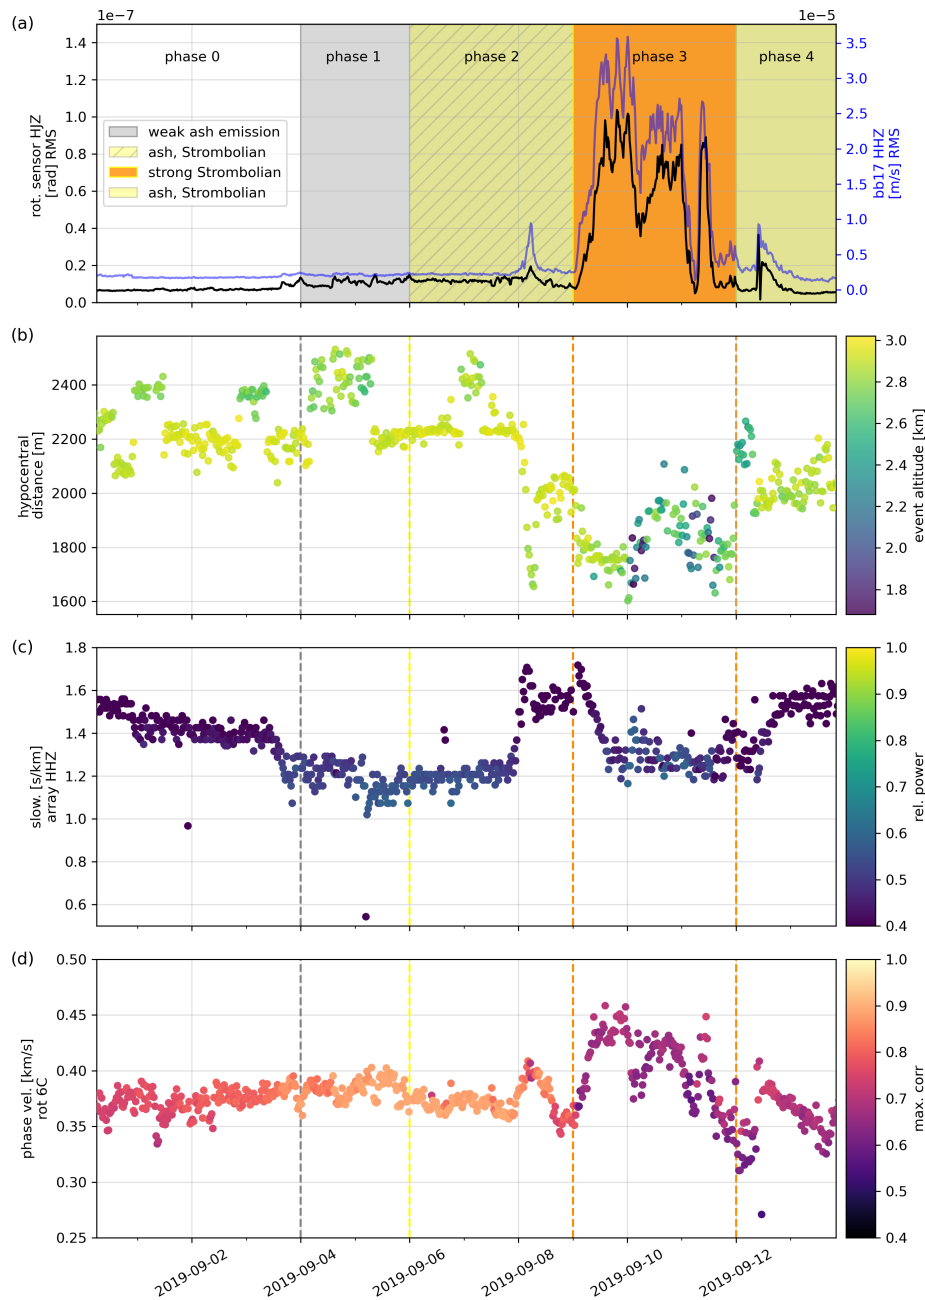 (a)
1e−7
1e−5
phase 0
phase 1
phase 2
phase 3
phase 4
1.4
1.2
1.0
0.8
0.6
0.4
0.2
0.0
rot. sensor HJZ
[rad] RMS
weak ash emission
ash, Strombolian
strong Strombolian
ash, Strombolian
3.5
3.0
2.5
2.0
1.5
1.0
0.5
0.0
bb17 HHZ
[m/s] RMS
(b)
2400
2200
2000
1800
1600
hypocentral
distance [m]
3.0
2.8
2.6
2.4
2.2
2.0
1.8
event altitude [km]
(c)
1.8
1.6
1.4
1.2
1.0
0.8
0.6
slow. [s/km]
array HHZ
1.0
0.9
0.8
0.7
0.6
0.5
0.4
rel. power
(d)
0.50
0.45
0.40
0.35
0.30
0.25
phase vel. [km/s]
rot 6C
1.0
0.9
0.8
0.7
0.6
0.5
0.4
max. corr
2019-09-02
2019-09-04
2019-09-06
2019-09-08
2019-09-10
2019-09-12